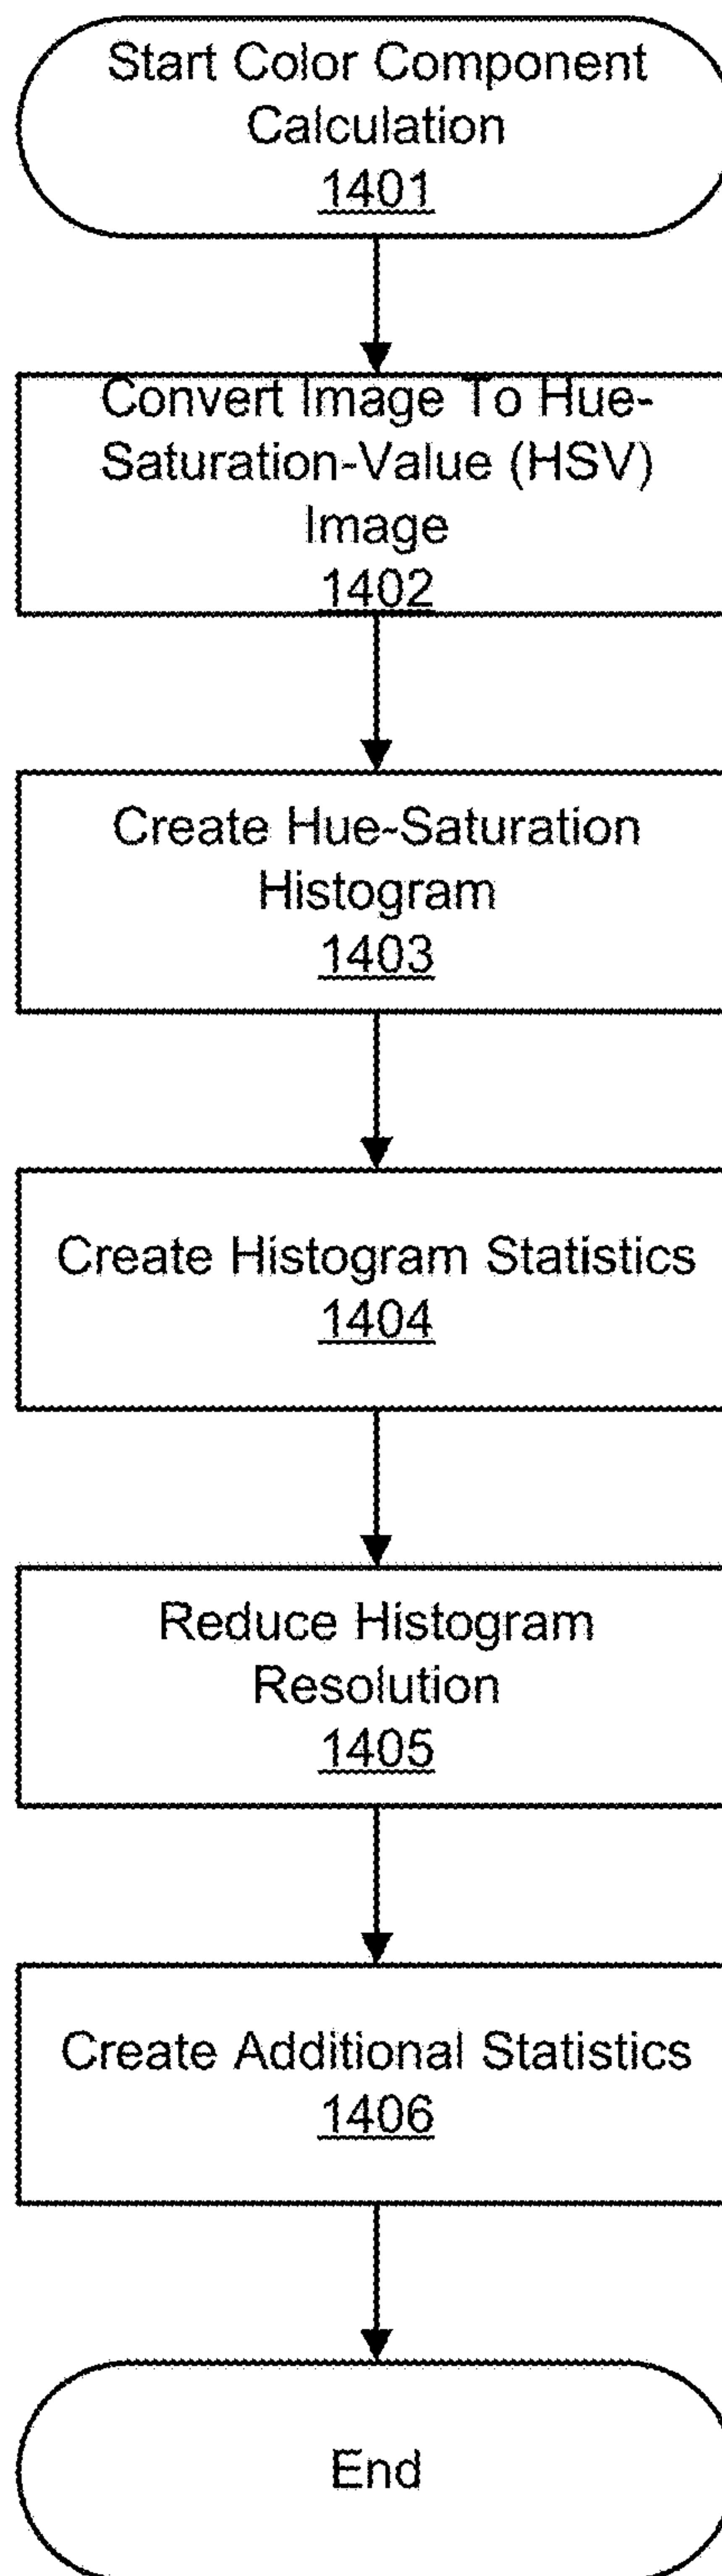 Start Color Component
Calculation
1401
Convert Image To Hue-
Saturation-Value (HSV)
Image
1402
Create Hue-Saturation
Histogram
1403
Create Histogram Statistics
1404
Reduce Histogram
Resolution
1405
Create Additional Statistics
1406
End